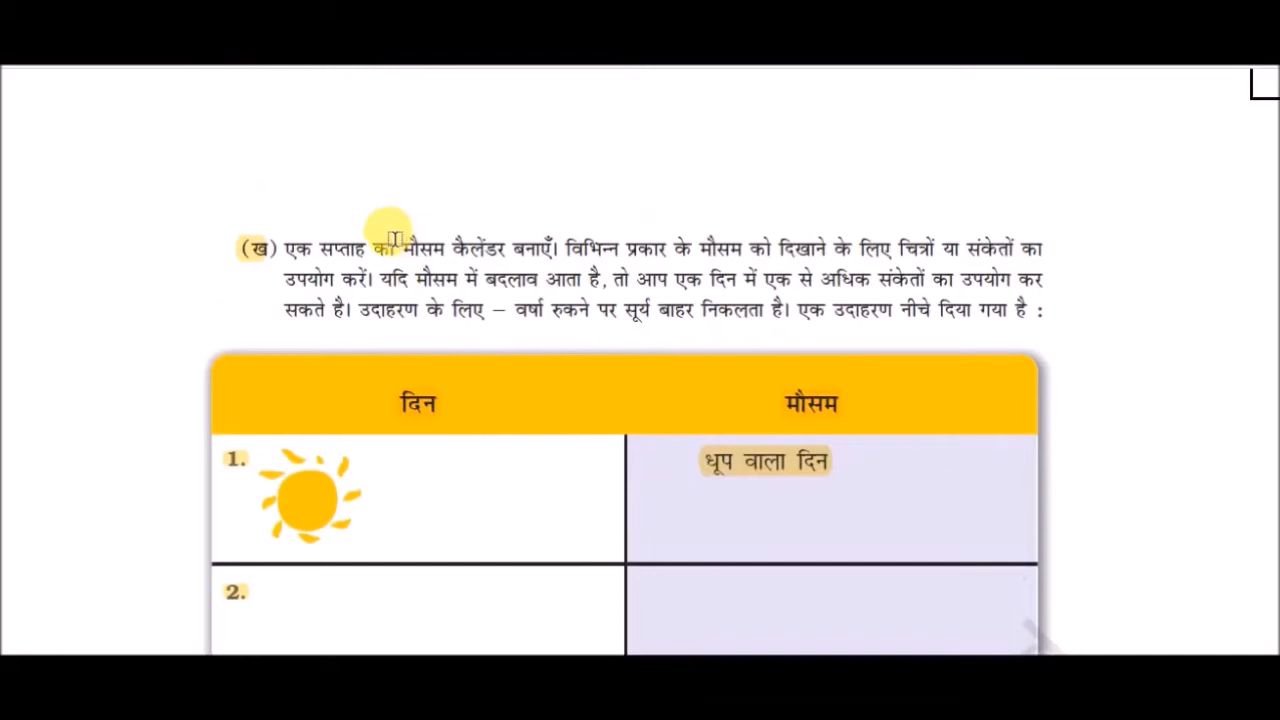 (ख) एक सप्ताह का मौसम कैलेंडर बनाएँ। विभिन्न प्रकार के मौसम को दिखाने के लिए चित्रों या संकेतों का
उपयोग करें। यदि मौसम में बदलाव आता है, तो आप एक दिन में एक से अधिक संकेतों का उपयोग कर
सकते है। उदाहरण के लिए – वर्षा रुकने पर सूर्य बाहर निकलता है। एक उदाहरण नीचे दिया गया है :
दिन मौसम
1. धूप वाला दिन
2.